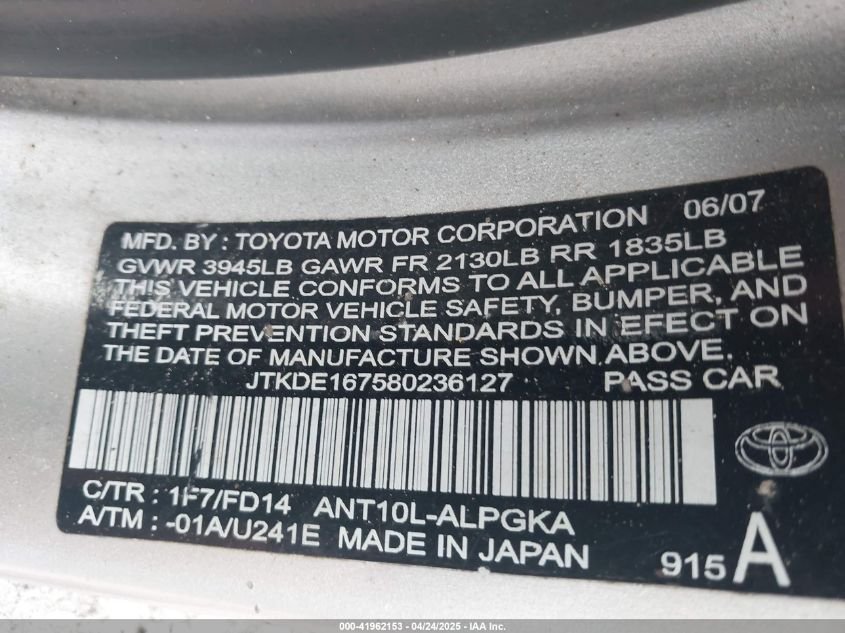 MFD. BY : TOYOTA MOTOR CORPORATION 06/07
GVWR 3945LB GAWR FR 2130LB RR 1835LB
THIS VEHICLE CONFORMS TO ALL APPLICABLE
FEDERAL MOTOR VEHICLE SAFETY, BUMPER, AND
THEFT PREVENTION STANDARDS IN EFFECT ON
THE DATE OF MANUFACTURE SHOWN ABOVE.
JTKDE167580236127 PASS CAR
C/TR : 1F7/FD14 ANT10L-ALPGKA
A/TM : -01A/U241E MADE IN JAPAN
915 A
000-41962153 - 04/24/2025 - IAA Inc.